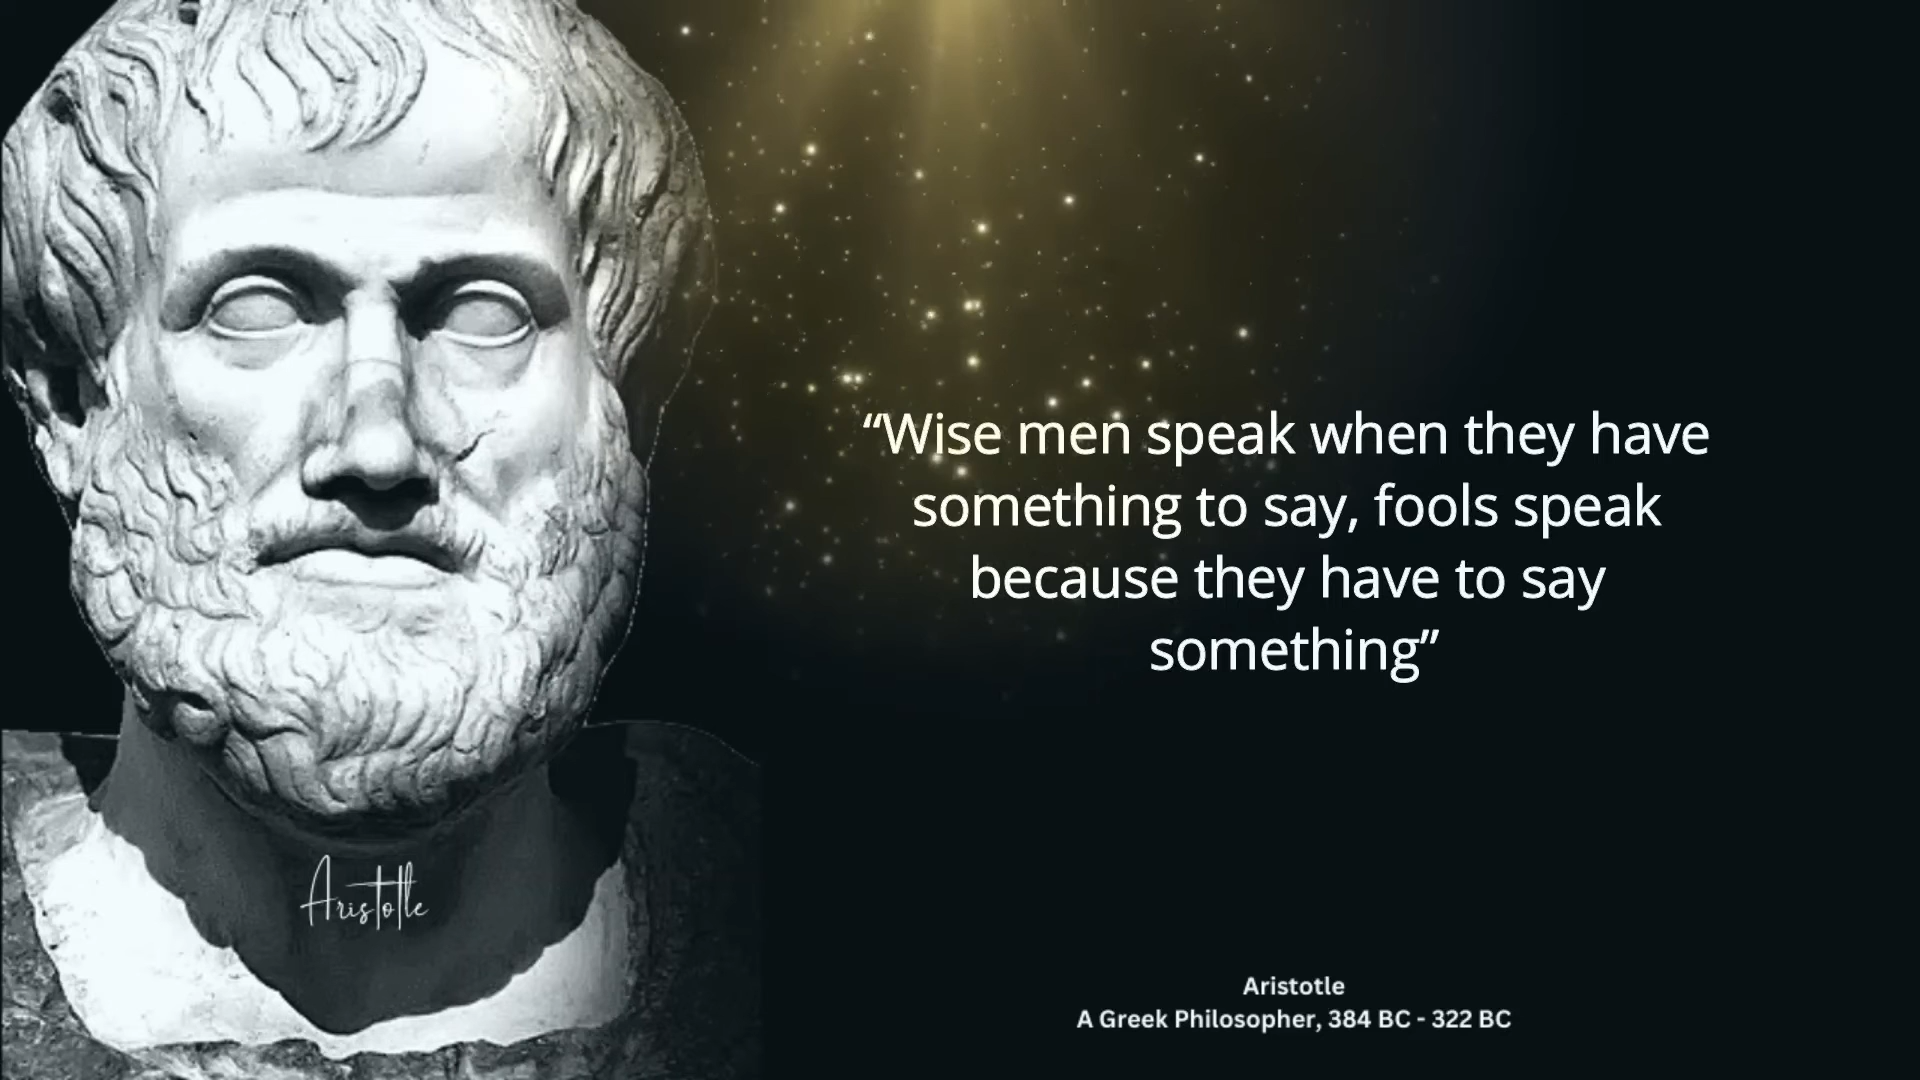 “Wise men speak when they have
something to say, fools speak
because they have to say
something”
Aristotle
Aristotle
A Greek Philosopher, 384 BC - 322 BC